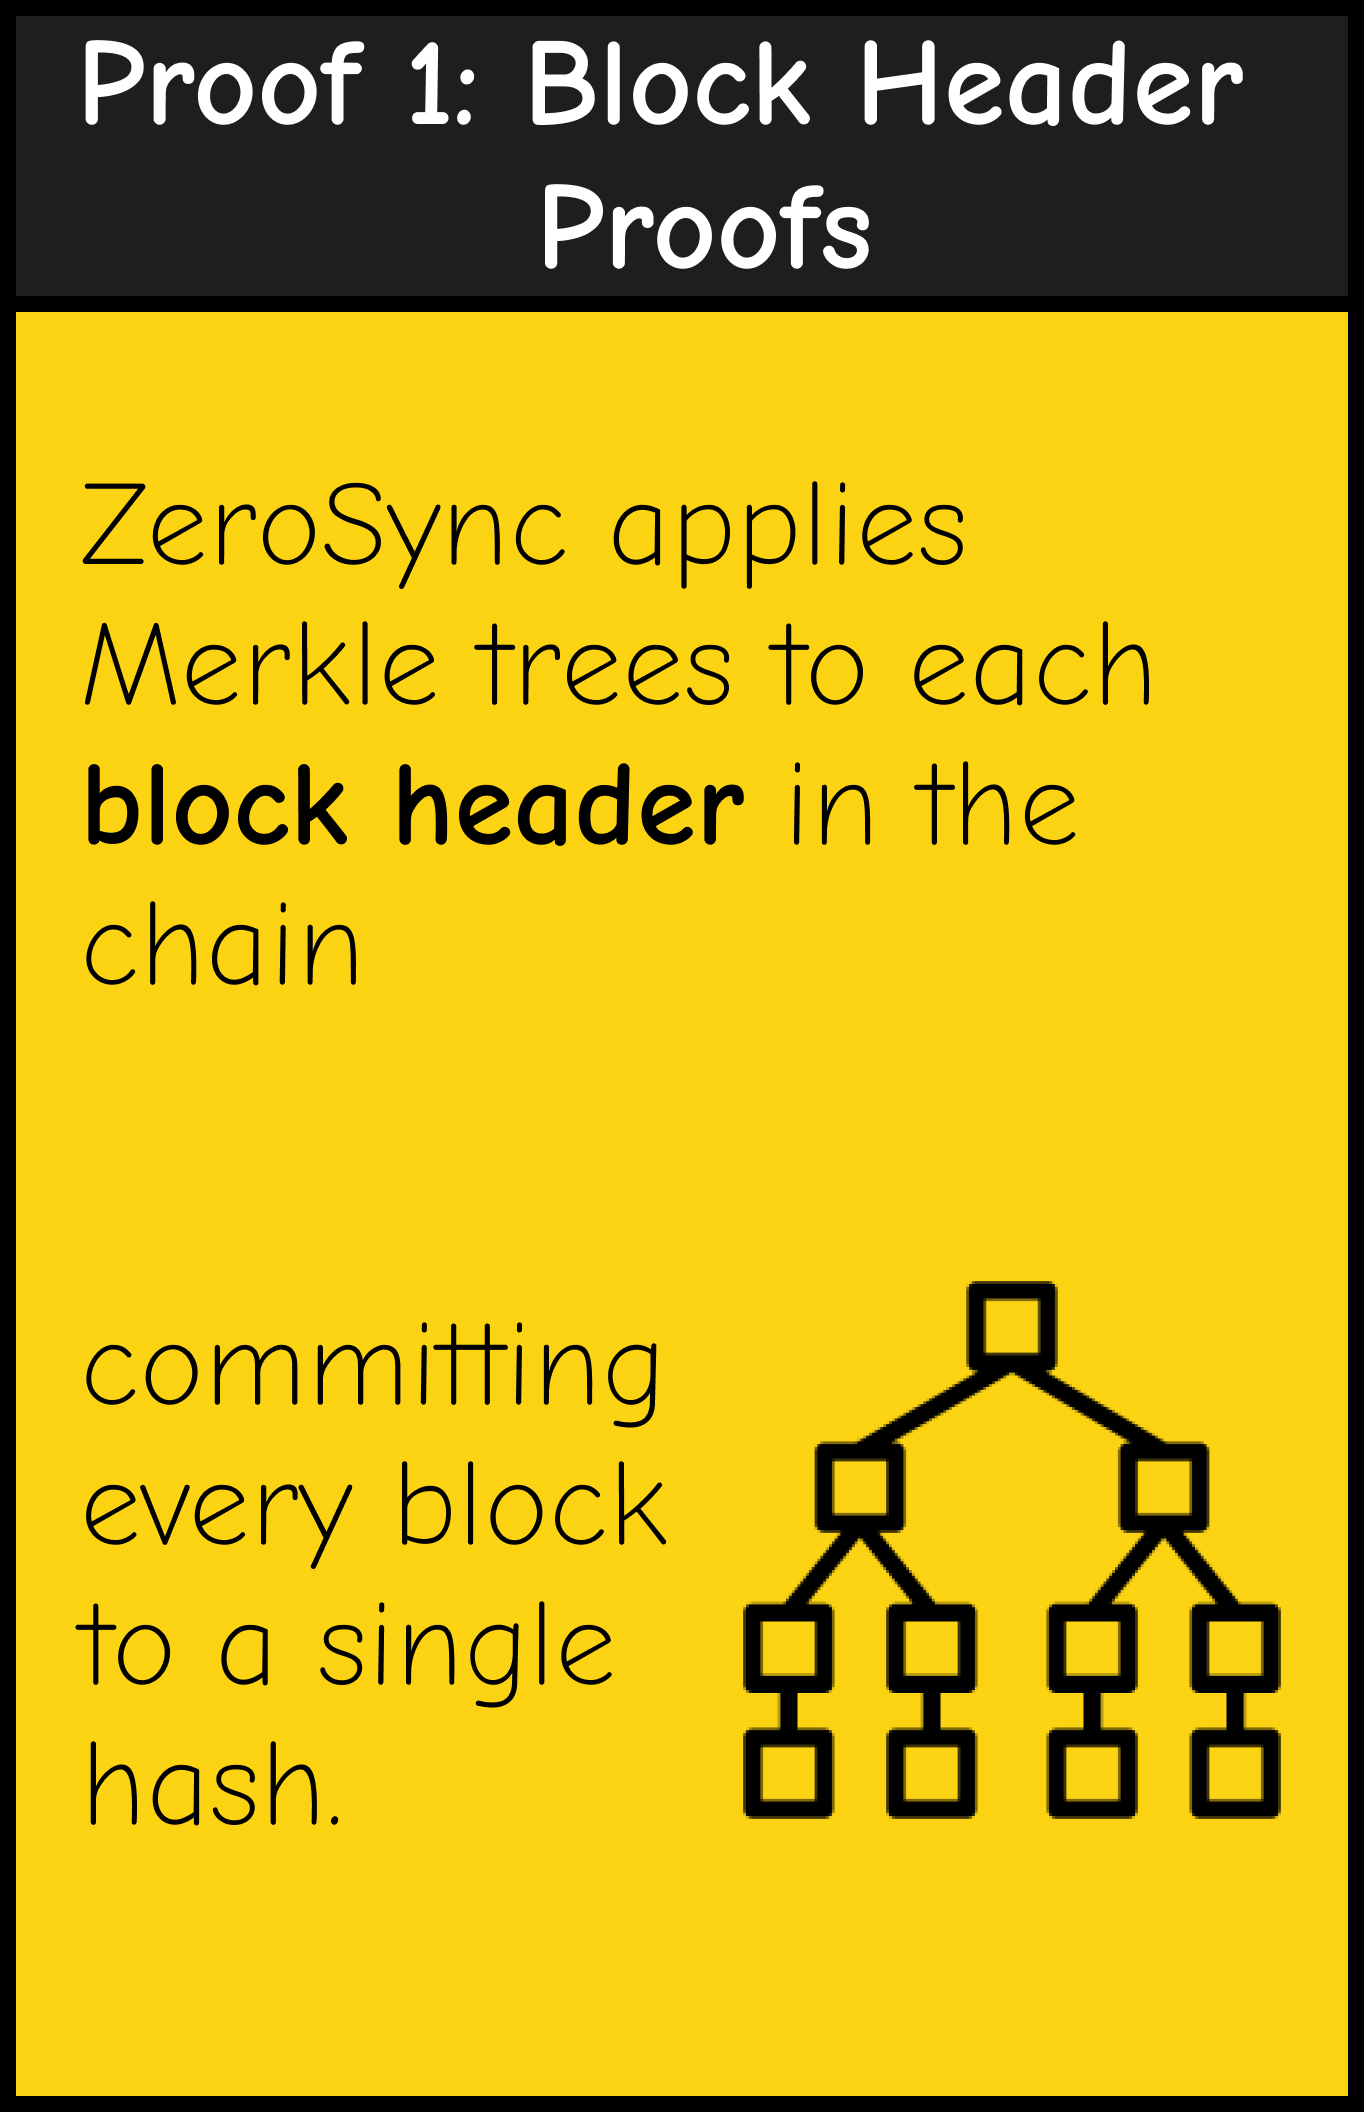 Proof 1: Block Header
Proofs
ZeroSync applies
Merkle trees to each
block header in the
chain
committing
every block
to a single
hash.